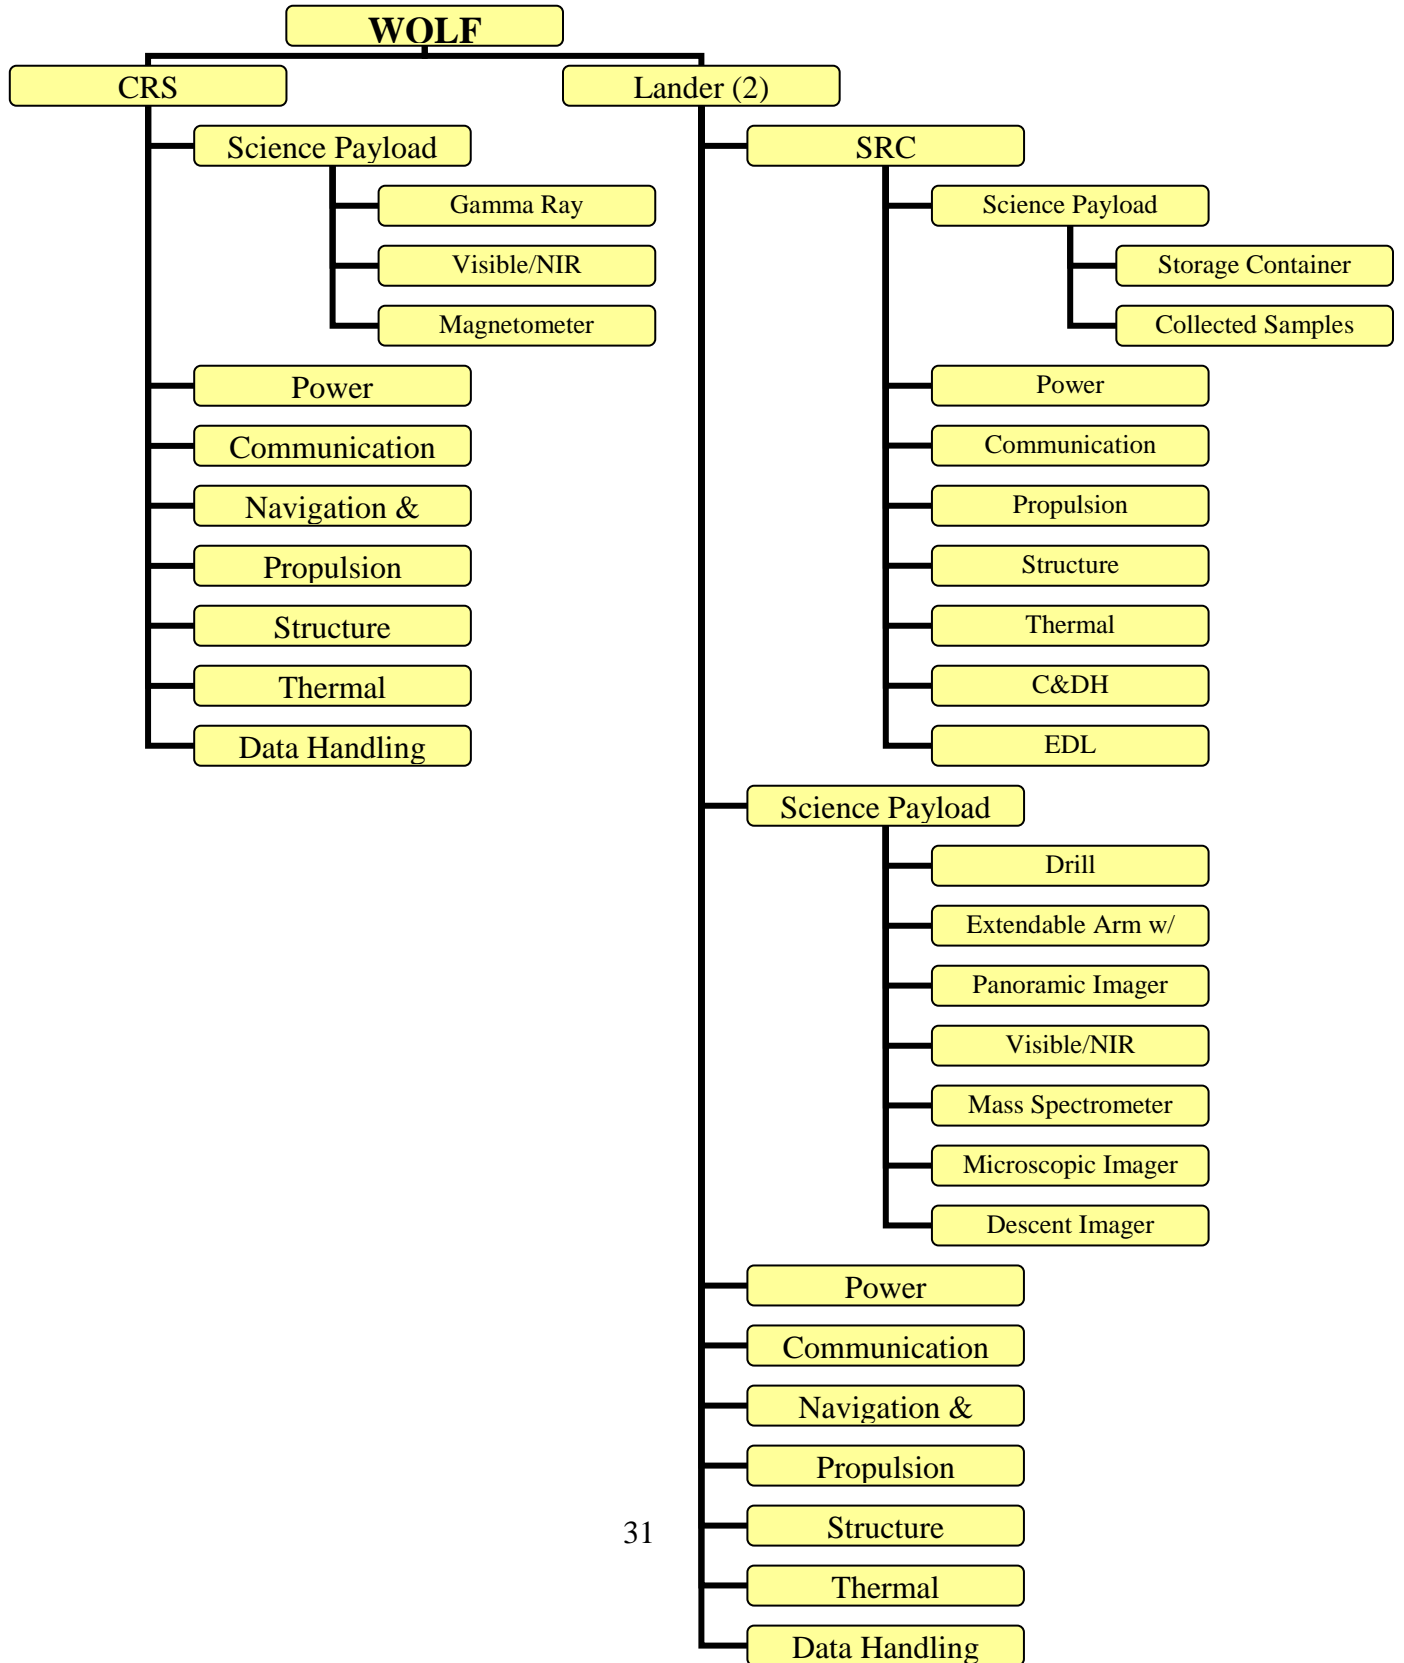 WOLF
CRS
Lander (2)
Science Payload
SRC
Gamma Ray
Science Payload
Visible/NIR
Storage Container
Magnetometer
Collected Samples
Power
Power
Communication
Communication
Navigation &
Propulsion
Propulsion
Structure
Structure
Thermal
Thermal
C&DH
Data Handling
EDL
Science Payload
Drill
Extendable Arm w/
Panoramic Imager
Visible/NIR
Mass Spectrometer
Microscopic Imager
Descent Imager
Power
Communication
Navigation &
Propulsion
31
Structure
Thermal
Data Handling